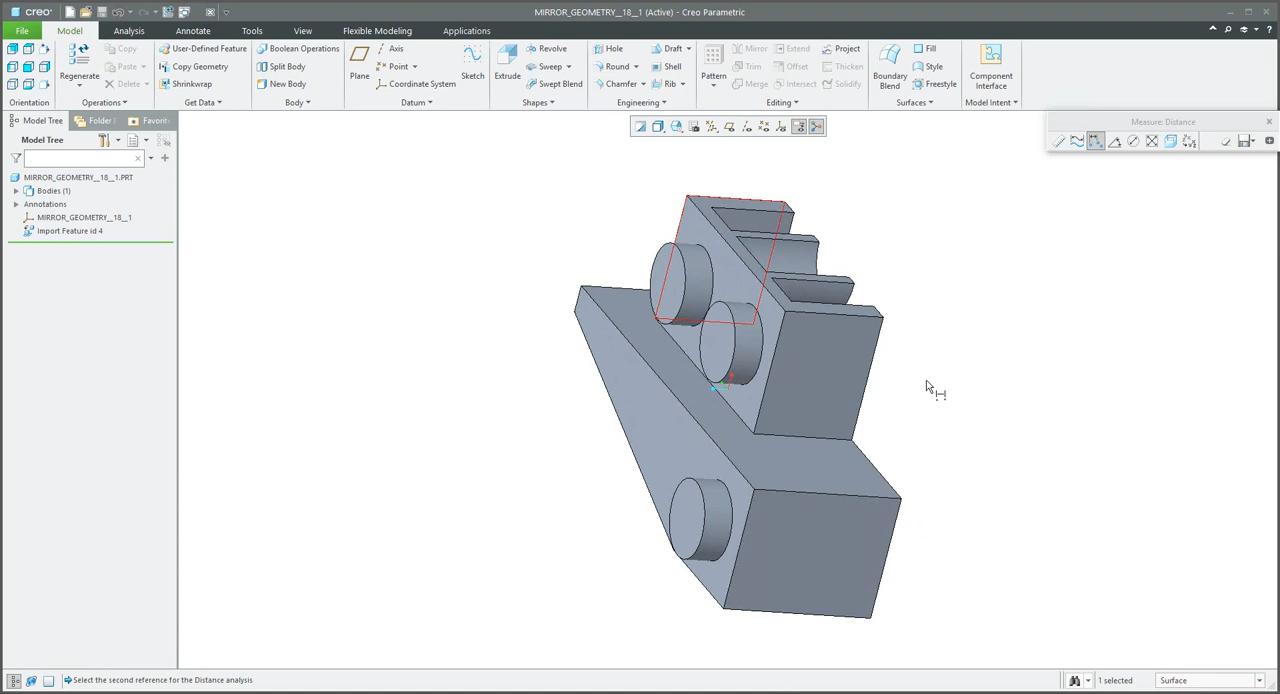 creo
MIRROR_GEOMETRY__18__1 (Active) - Creo Parametric
File Model Analysis Annotate Tools View Flexible Modeling Applications
Regenerate
Copy
Paste
Delete
User-Defined Feature
Copy Geometry
Shrinkwrap
Boolean Operations
Split Body
New Body
Plane
Axis
Point
Coordinate System
Sketch
Extrude
Revolve
Sweep
Swept Blend
Hole
Round
Chamfer
Draft
Shell
Rib
Pattern
Mirror
Trim
Merge
Extend
Offset
Intersect
Project
Thicken
Solidify
Boundary
Blend
Fill
Style
Freestyle
Component
Interface
Orientation Operations Get Data Body Datum Shapes Engineering Editing Surfaces Model Intent
Model Tree Folder Favorit
Measure: Distance
Model Tree
MIRROR_GEOMETRY__18__1.PRT
Bodies (1)
Annotations
MIRROR_GEOMETRY__18__1
Import Feature id 4
Select the second reference for the Distance analysis
1 selected
Surface